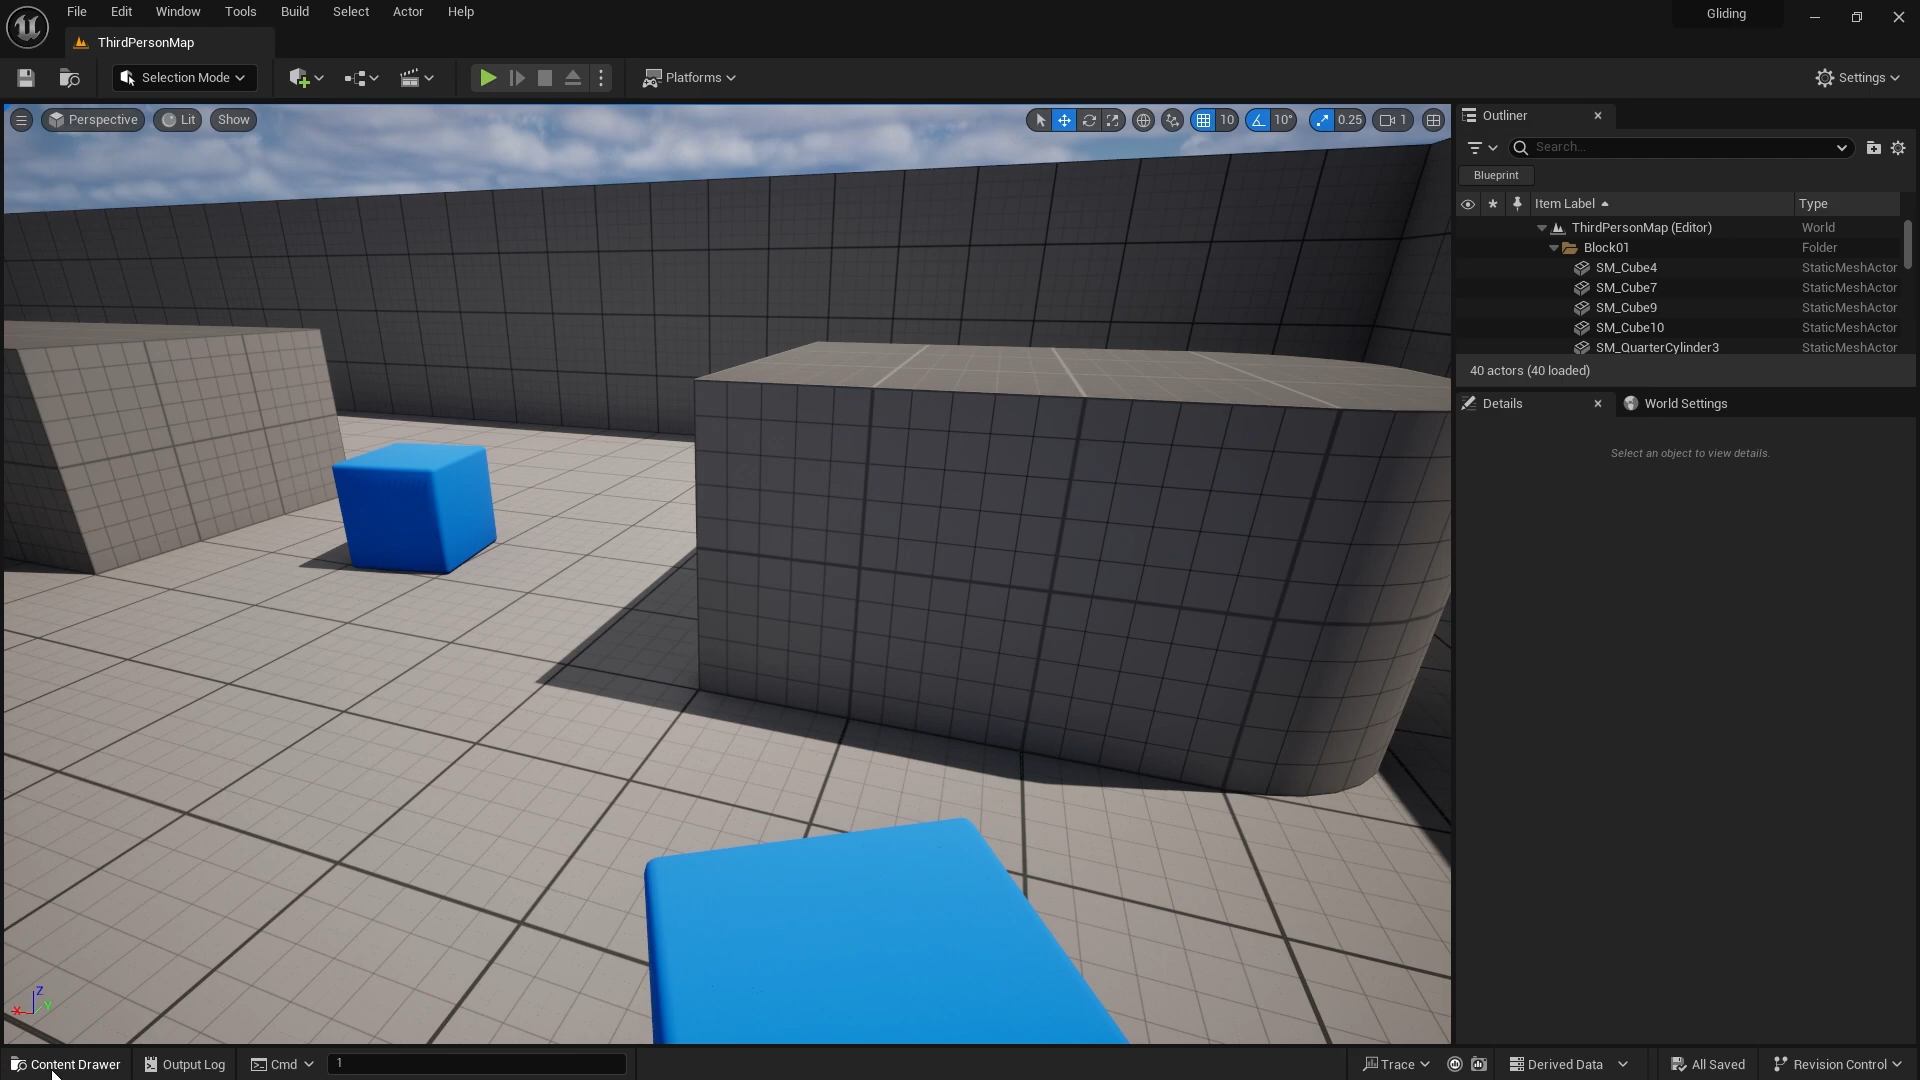 File Edit Window Tools Build Select Actor Help
Gliding
ThirdPersonMap
Selection Mode
Platforms
Settings
Perspective Lit Show
10 10° 0.25 1
Outliner
Search...
Blueprint
Item Label Type
ThirdPersonMap (Editor) World
Block01 Folder
SM_Cube4 StaticMeshActor
SM_Cube7 StaticMeshActor
SM_Cube9 StaticMeshActor
SM_Cube10 StaticMeshActor
SM_QuarterCylinder3 StaticMeshActor
40 actors (40 loaded)
Details World Settings
Select an object to view details.
Z
X Y
Content Drawer Output Log Cmd 1 Trace Derived Data All Saved Revision Control